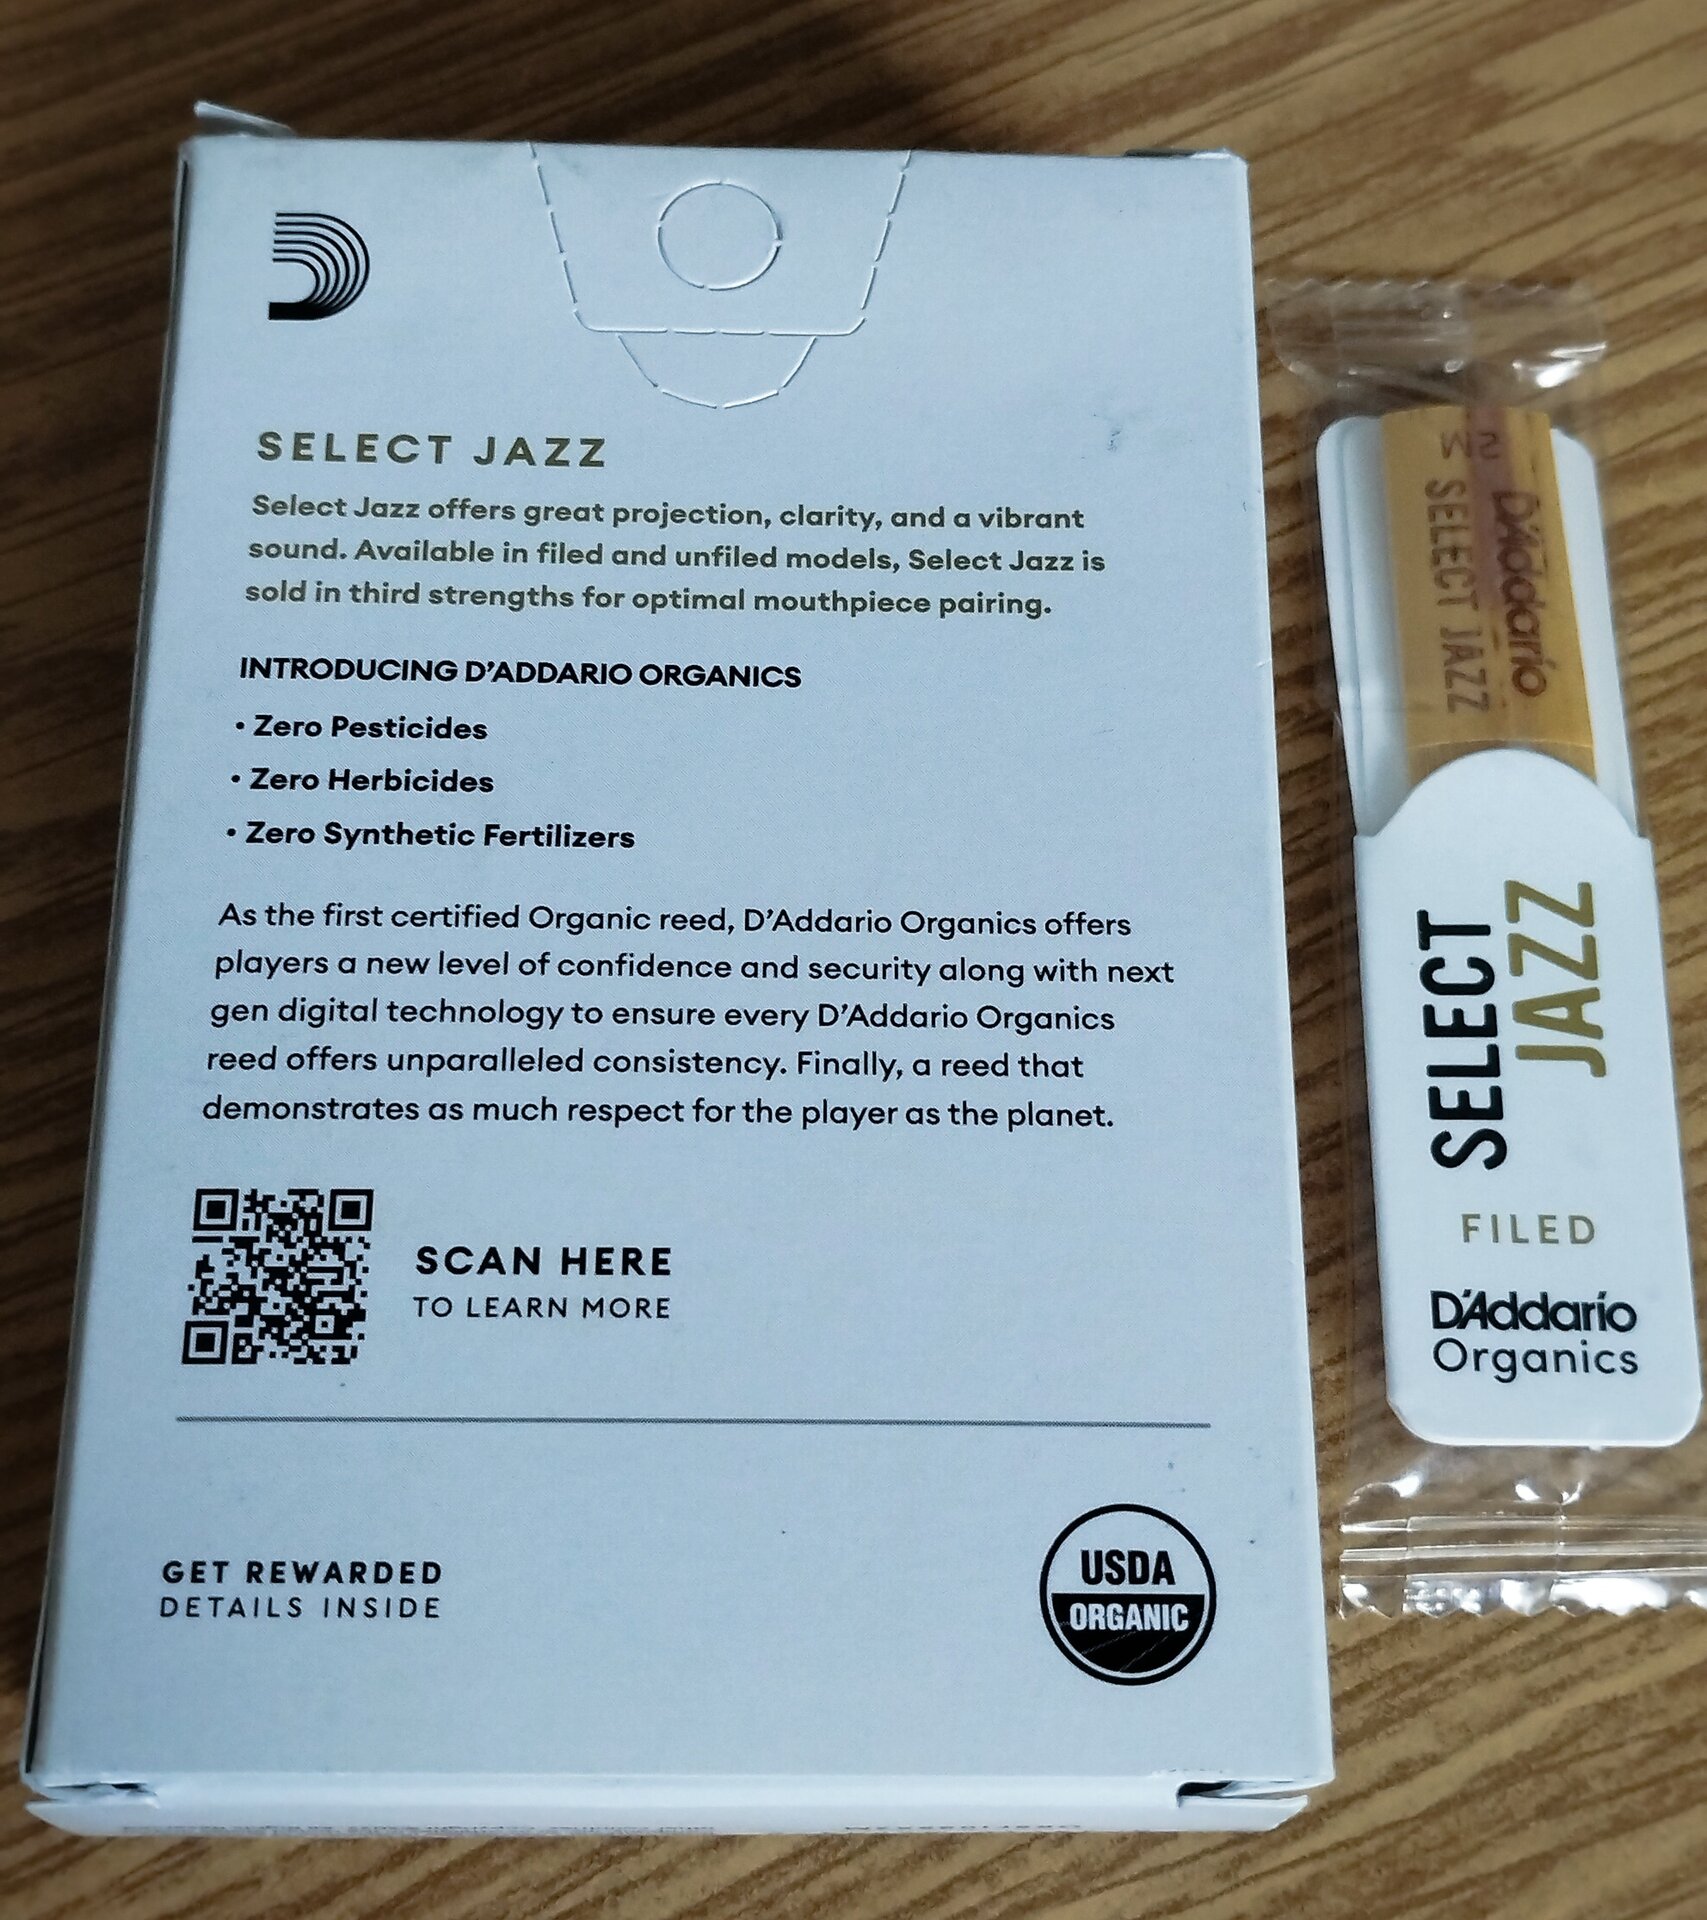 SELECT JAZZ
Select Jazz offers great projection, clarity, and a vibrant
sound. Available in filed and unfiled models, Select Jazz is
sold in third strengths for optimal mouthpiece pairing.
INTRODUCING D'ADDARIO ORGANICS
• Zero Pesticides
• Zero Herbicides
• Zero Synthetic Fertilizers
As the first certified Organic reed, D'Addario Organics offers
players a new level of confidence and security along with next
gen digital technology to ensure every D'Addario Organics
reed offers unparalleled consistency. Finally, a reed that
demonstrates as much respect for the player as the planet.
SCAN HERE
TO LEARN MORE
GET REWARDED
DETAILS INSIDE
USDA
ORGANIC
2M
D'Addario
SELECT JAZZ
SELECT
JAZZ
FILED
D'Addario
Organics